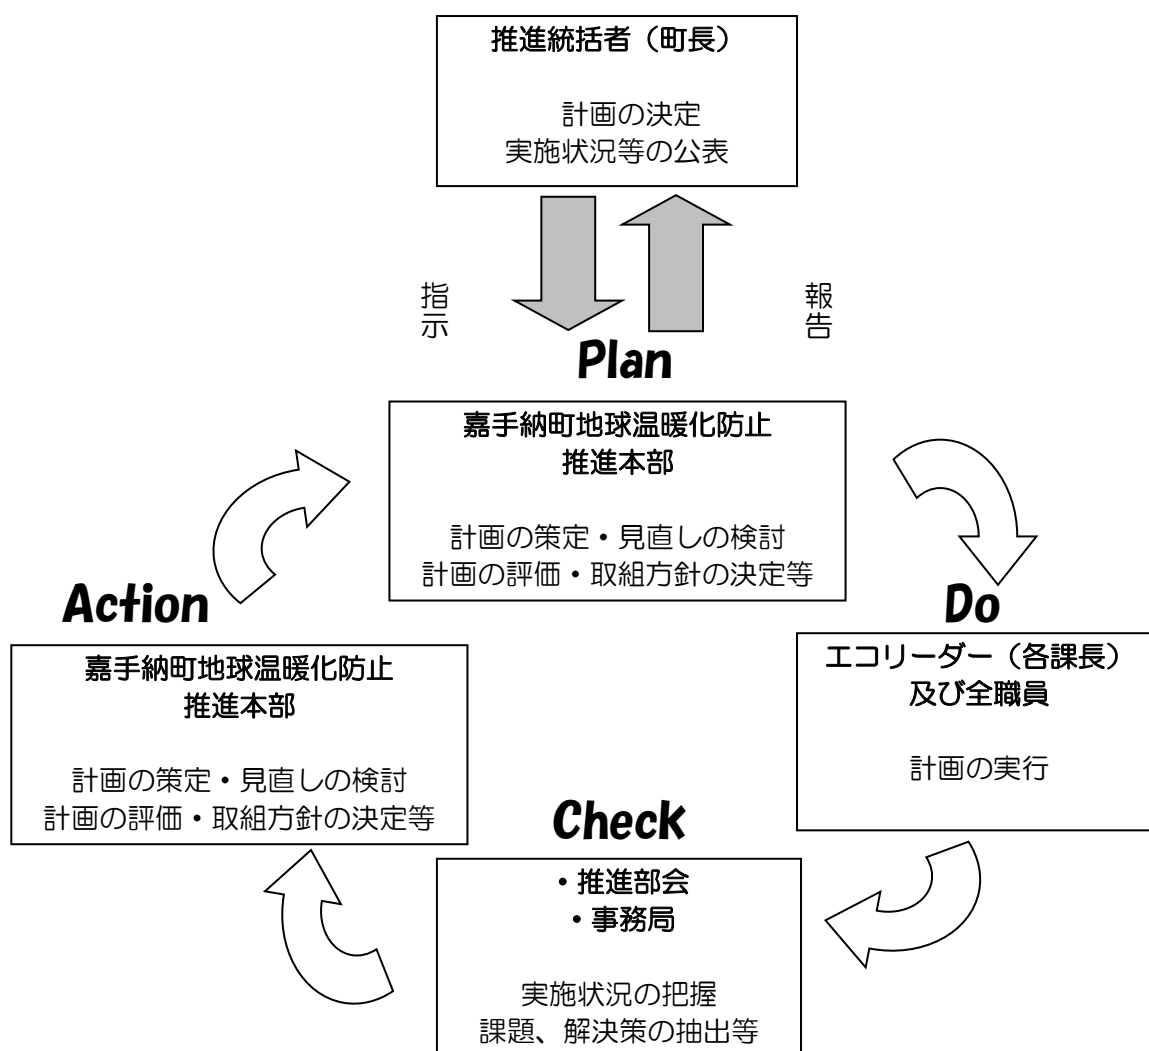 推進統括者（町長）
計画の決定
実施状況等の公表
指示
報告
Plan
嘉手納町地球温暖化防止
推進本部
計画の策定・見直しの検討
計画の評価・取組方針の決定等
Do
エコリーダー（各課長）
及び全職員
計画の実行
Check
・推進部会
・事務局
実施状況の把握
課題、解決策の抽出等
Action
嘉手納町地球温暖化防止
推進本部
計画の策定・見直しの検討
計画の評価・取組方針の決定等